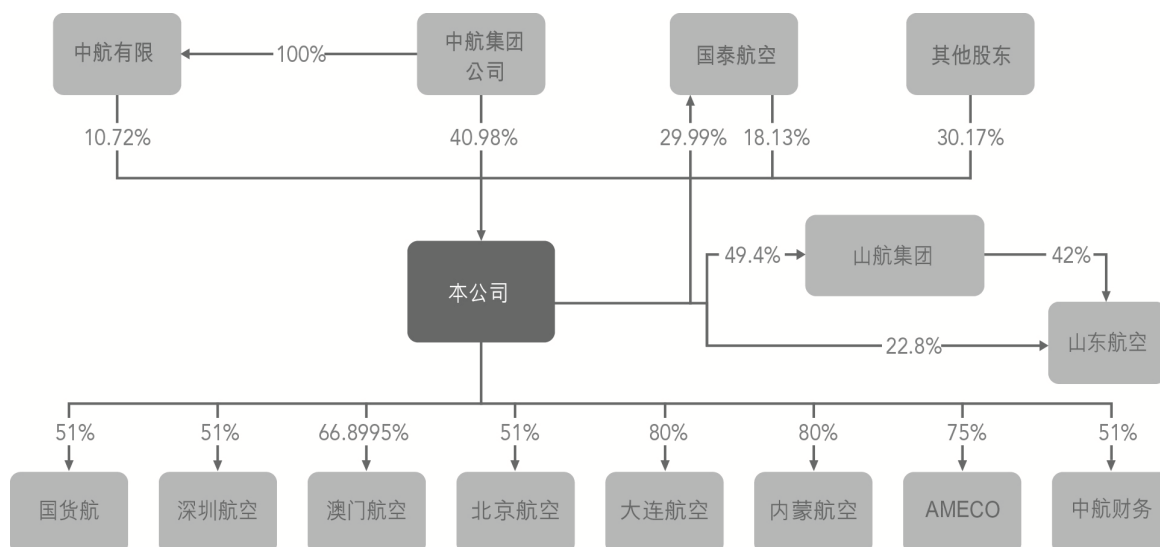 中航有限
100%
中航集团
公司
国泰航空
其他股东
10.72%
40.98%
29.99%
18.13%
30.17%
本公司
49.4%
山航集团
42%
22.8%
山东航空
51%
51%
66.8995%
51%
80%
80%
75%
51%
国货航
深圳航空
澳门航空
北京航空
大连航空
内蒙航空
AMECO
中航财务